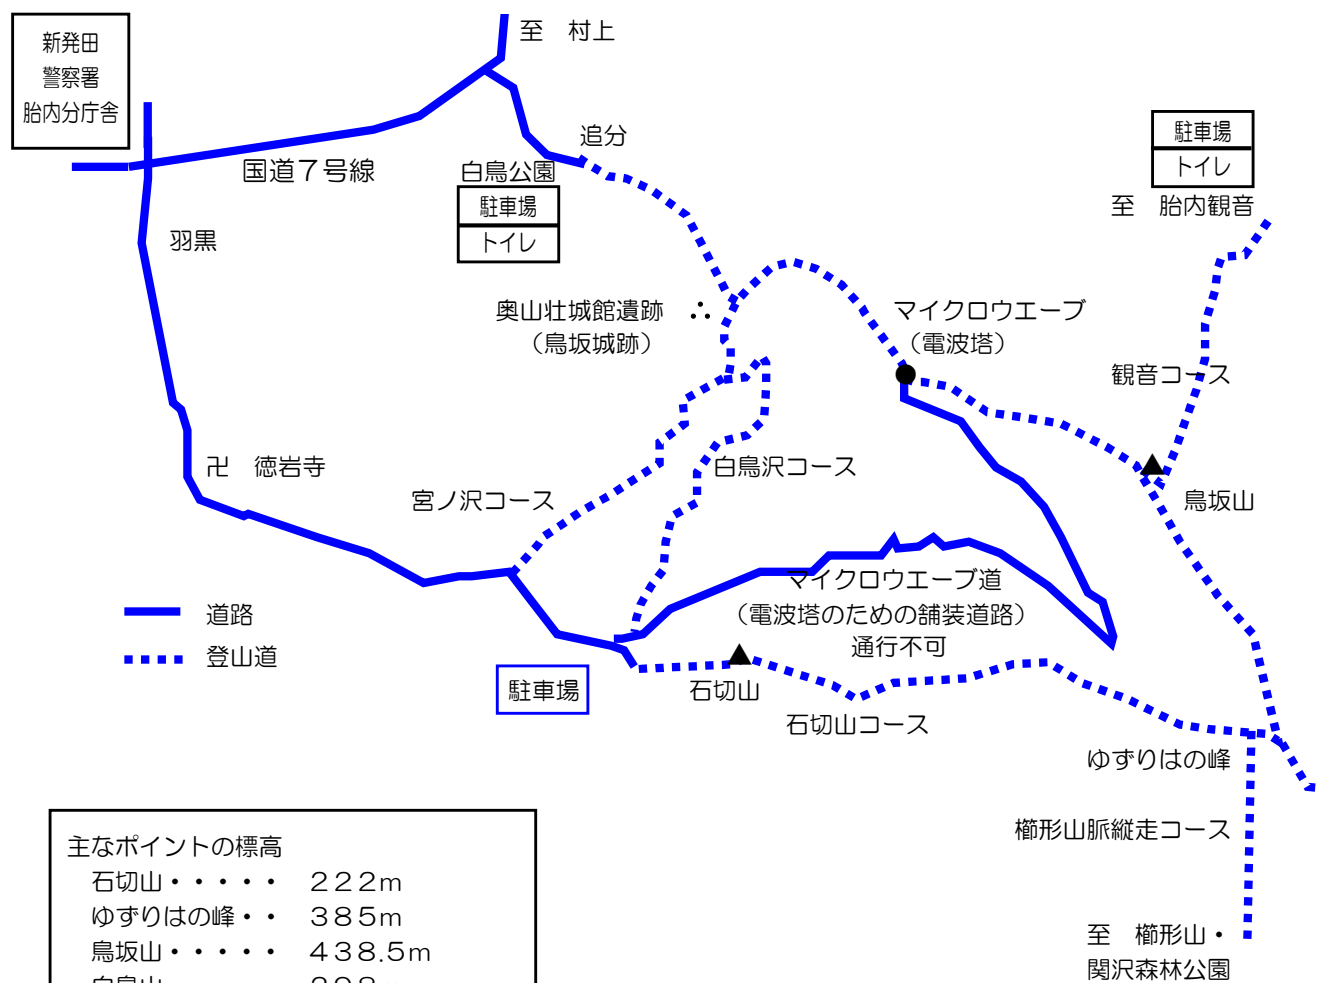 新発田
警察署
胎内分庁舎
至　村上
追分
国道７号線
白鳥公園
駐車場
トイレ
駐車場
トイレ
至　胎内観音
羽黒
奥山荘城館遺跡
（鳥坂城跡）
マイクロウエーブ
（電波塔）
観音コース
卍　徳岩寺
白鳥沢コース
宮ノ沢コース
鳥坂山
マイクロウエーブ道
（電波塔のための舗装道路）
通行不可
道路
登山道
駐車場
石切山
石切山コース
ゆずりはの峰
櫛形山脈縦走コース
至　櫛形山・
関沢森林公園
主なポイントの標高
石切山・・・・・　２２２ｍ
ゆずりはの峰・・　３８５ｍ
鳥坂山・・・・・　４３８.５ｍ